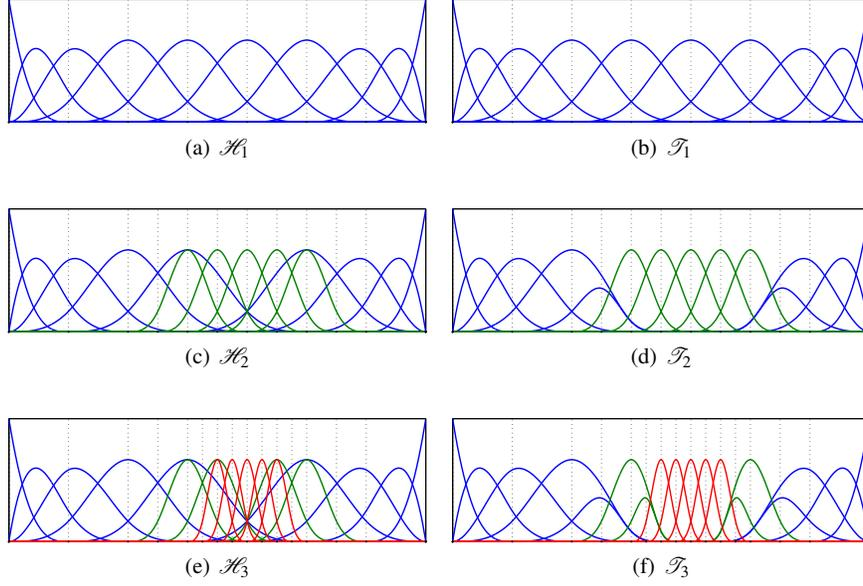 (a) ℋ1
(b) 𝒯1
(c) ℋ2
(d) 𝒯2
(e) ℋ3
(f) 𝒯3